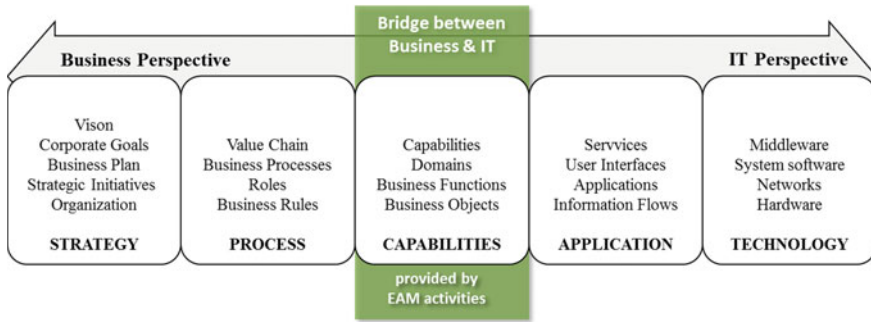 Bridge between
Business & IT
Business Perspective
IT Perspective
Vison
Corporate Goals
Business Plan
Strategic Initiatives
Organization
STRATEGY
Value Chain
Business Processes
Roles
Business Rules
PROCESS
Capabilities
Domains
Business Functions
Business Objects
CAPABILITIES
Servvices
User Interfaces
Applications
Information Flows
APPLICATION
Middleware
System software
Networks
Hardware
TECHNOLOGY
provided by
EAM activities